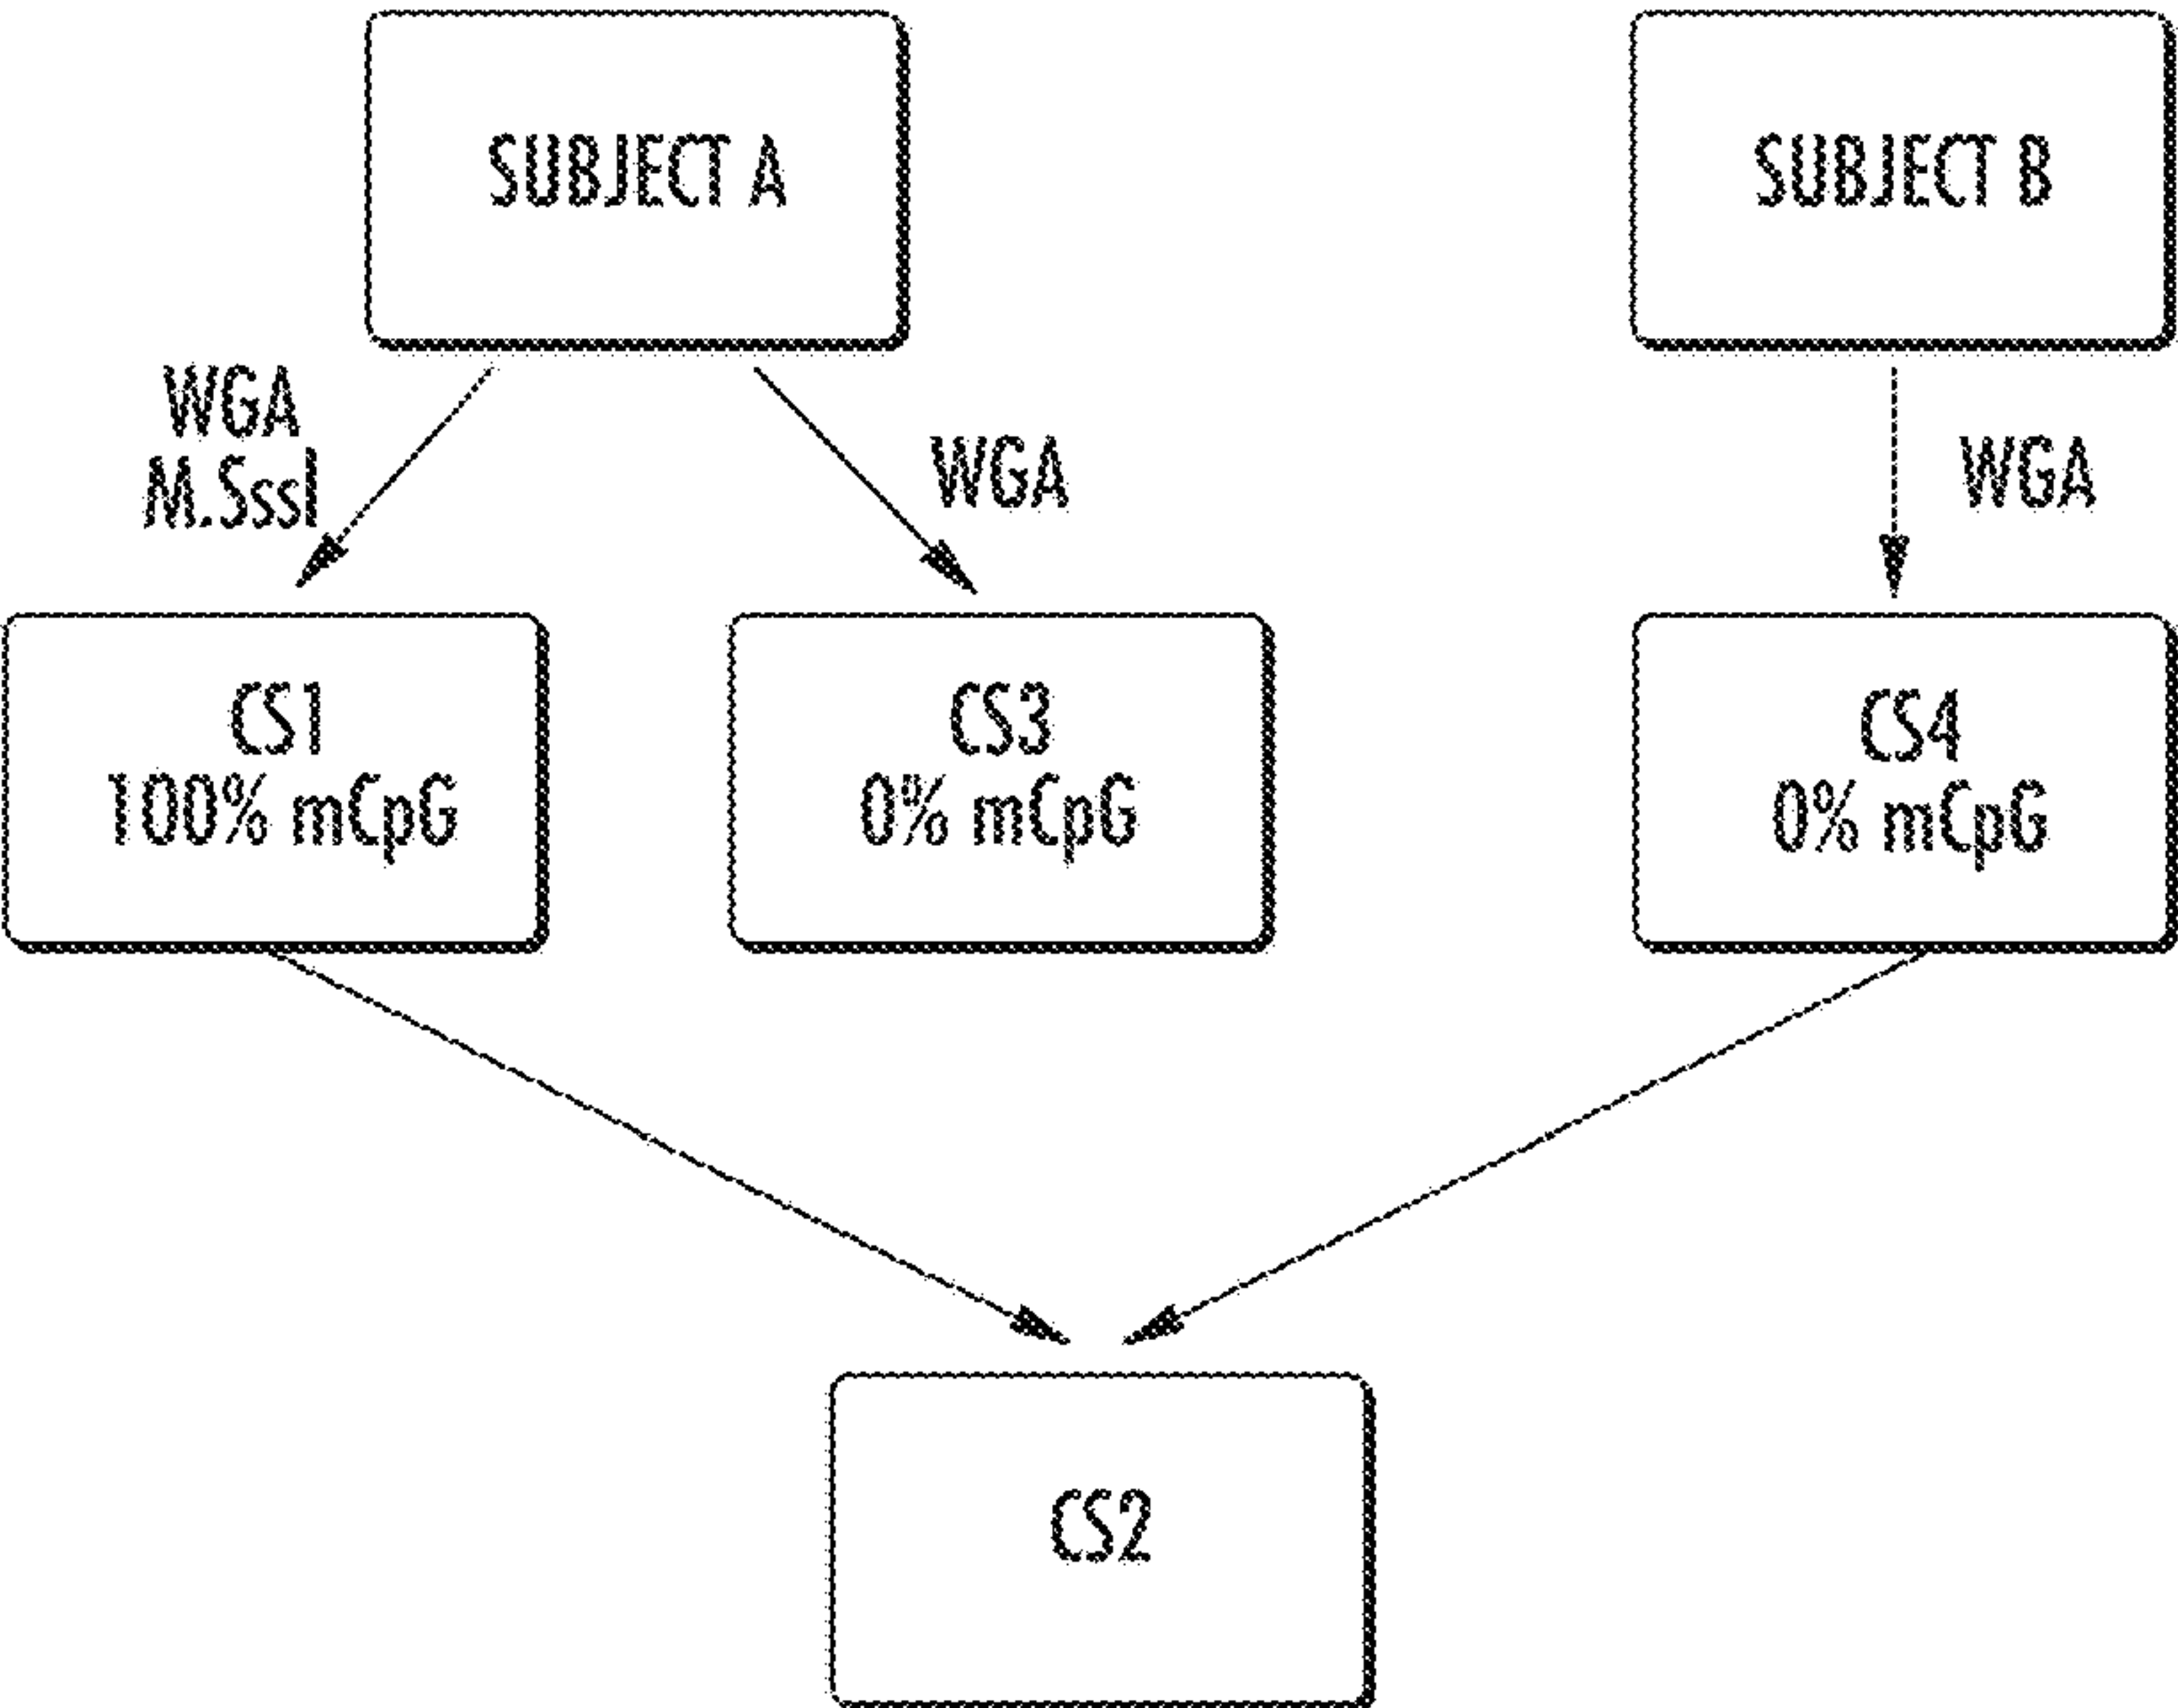 SUBJECT A
SUBJECT B
WGA
M.SssI
WGA
WGA
CS1
100% mCpG
CS3
0% mCpG
CS4
0% mCpG
CS2